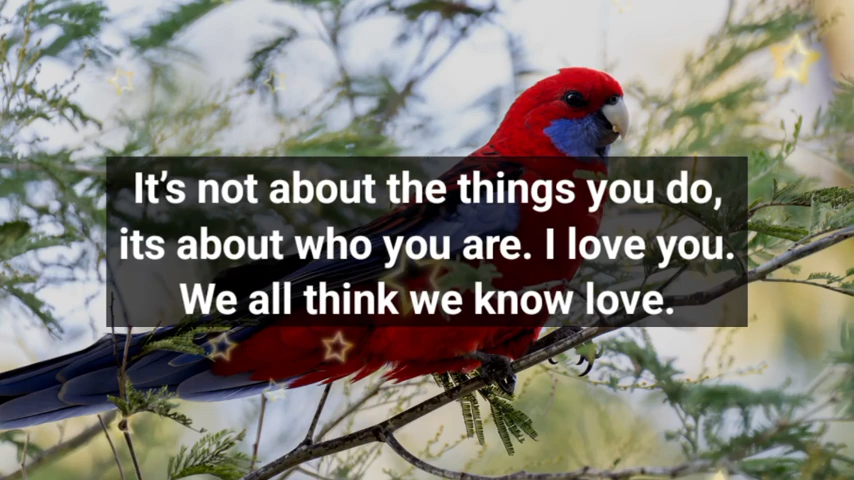 It’s not about the things you do,
its about who you are. I love you.
We all think we know love.